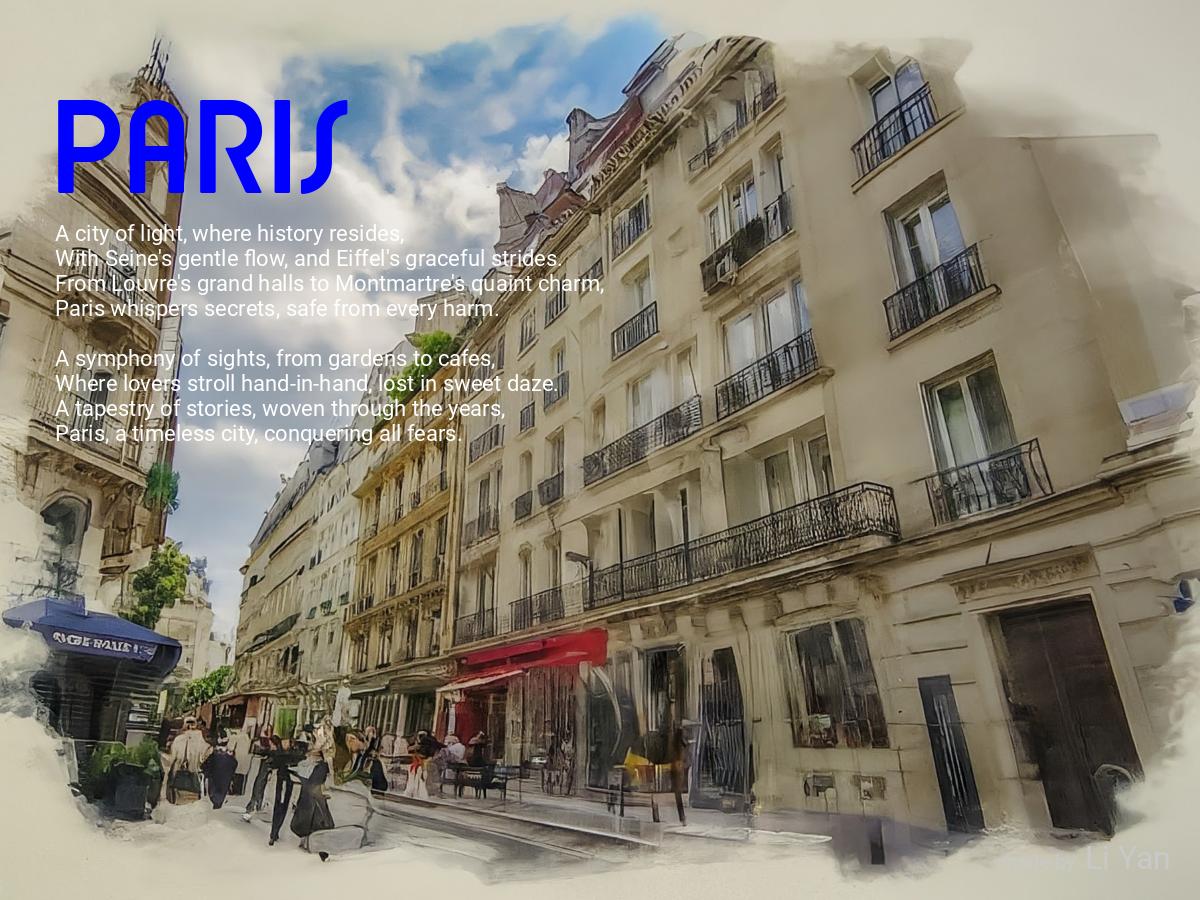 PARIS
A city of light, where history resides,
With Seine's gentle flow, and Eiffel's graceful strides.
From Louvre's grand halls to Montmartre's quaint charm,
Paris whispers secrets, safe from every harm.
A symphony of sights, from gardens to cafes,
Where lovers stroll hand-in-hand, lost in sweet daze.
A tapestry of stories, woven through the years,
Paris, a timeless city, conquering all fears.
Li Yan